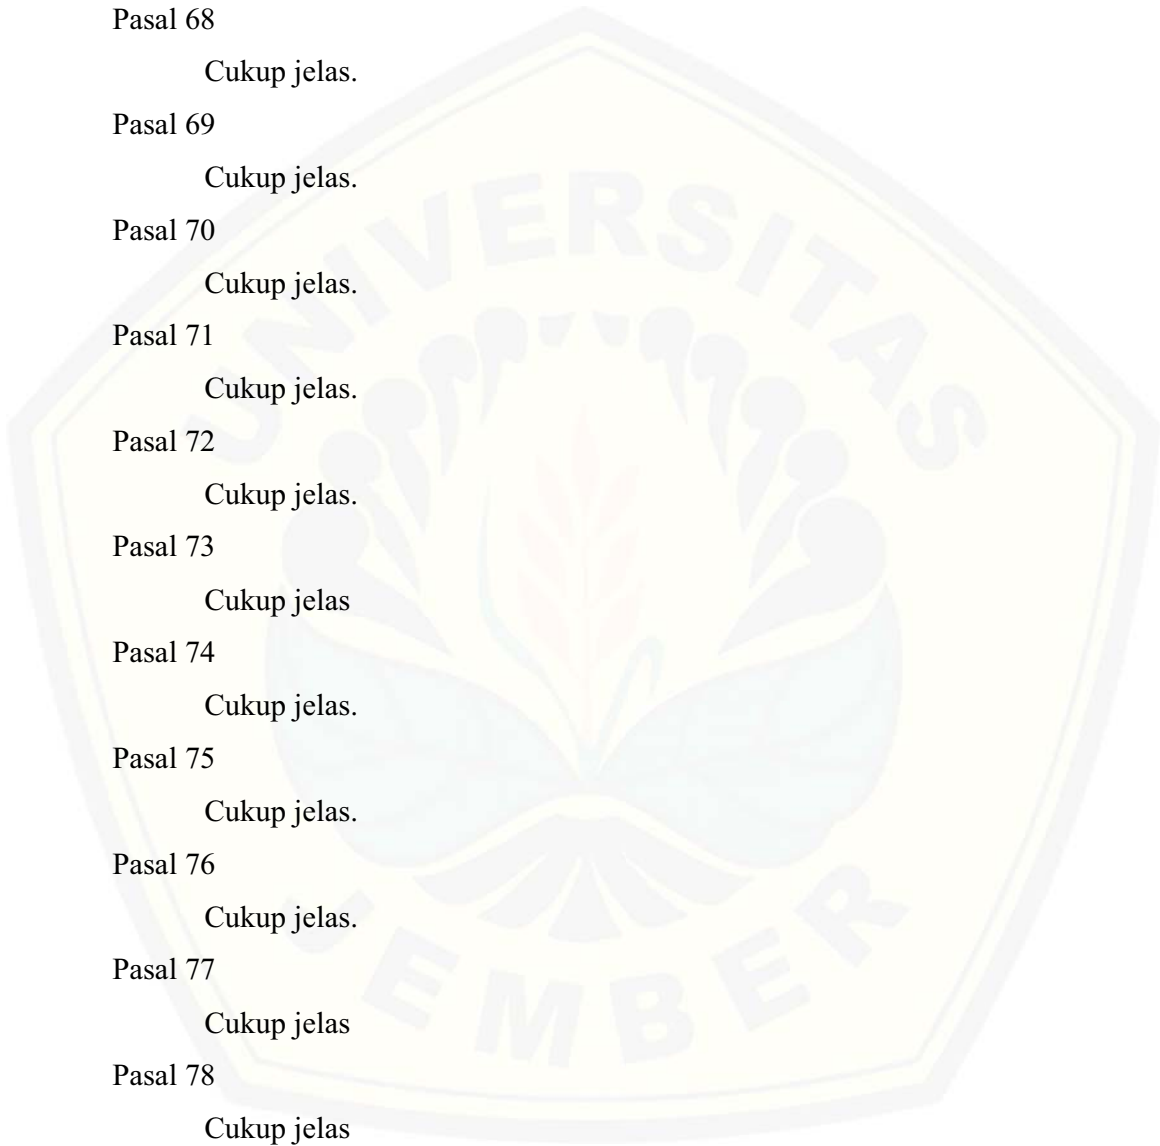 Pasal 68
Cukup jelas.
Pasal 69
Cukup jelas.
Pasal 70
Cukup jelas.
Pasal 71
Cukup jelas.
Pasal 72
Cukup jelas.
Pasal 73
Cukup jelas
Pasal 74
Cukup jelas.
Pasal 75
Cukup jelas.
Pasal 76
Cukup jelas.
Pasal 77
Cukup jelas
Pasal 78
Cukup jelas
UNIVERSITAS
JEMBER